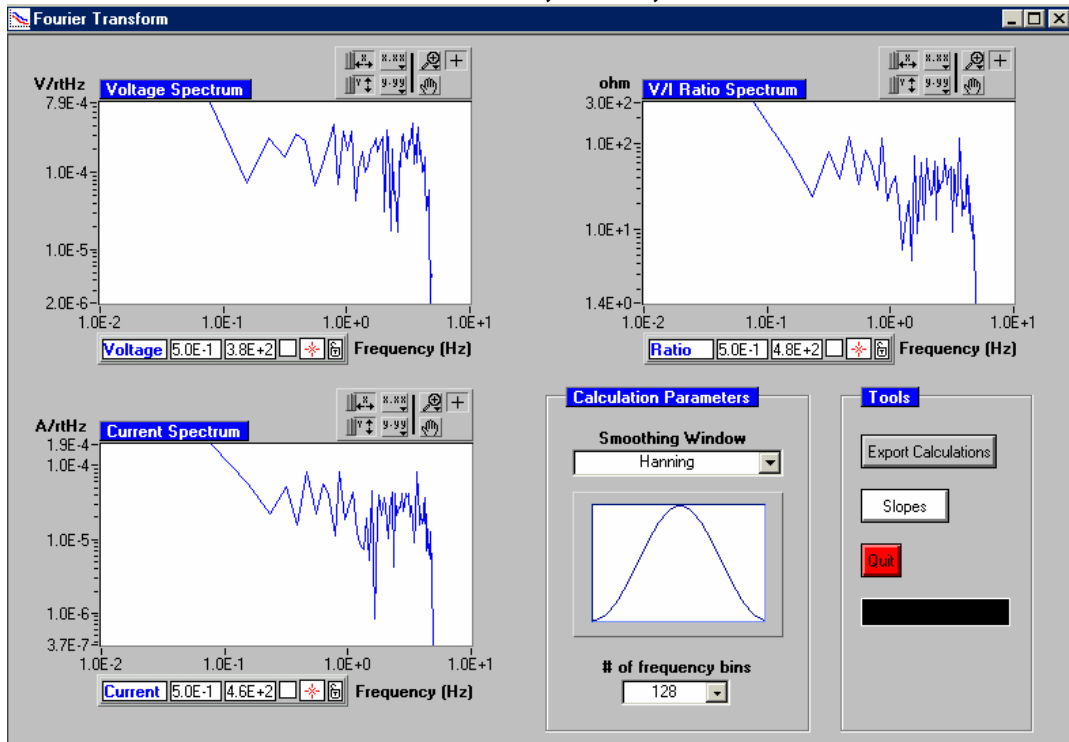 Fourier Transform
V/rtHz
Voltage Spectrum
X.XX
Y.YY
7.9E-4
1.0E-4
1.0E-5
2.0E-6
1.0E-2 1.0E-1 1.0E+0 1.0E+1
Voltage 5.0E-1 3.8E+2 Frequency (Hz)
ohm
V/I Ratio Spectrum
X.XX
Y.YY
3.0E+2
1.0E+2
1.0E+1
1.4E+0
1.0E-2 1.0E-1 1.0E+0 1.0E+1
Ratio 5.0E-1 4.8E+2 Frequency (Hz)
A/rtHz
Current Spectrum
X.XX
Y.YY
1.9E-4
1.0E-4
1.0E-5
1.0E-6
3.7E-7
1.0E-2 1.0E-1 1.0E+0 1.0E+1
Current 5.0E-1 4.6E+2 Frequency (Hz)
Calculation Parameters
Smoothing Window
Hanning
# of frequency bins
128
Tools
Export Calculations
Slopes
Quit